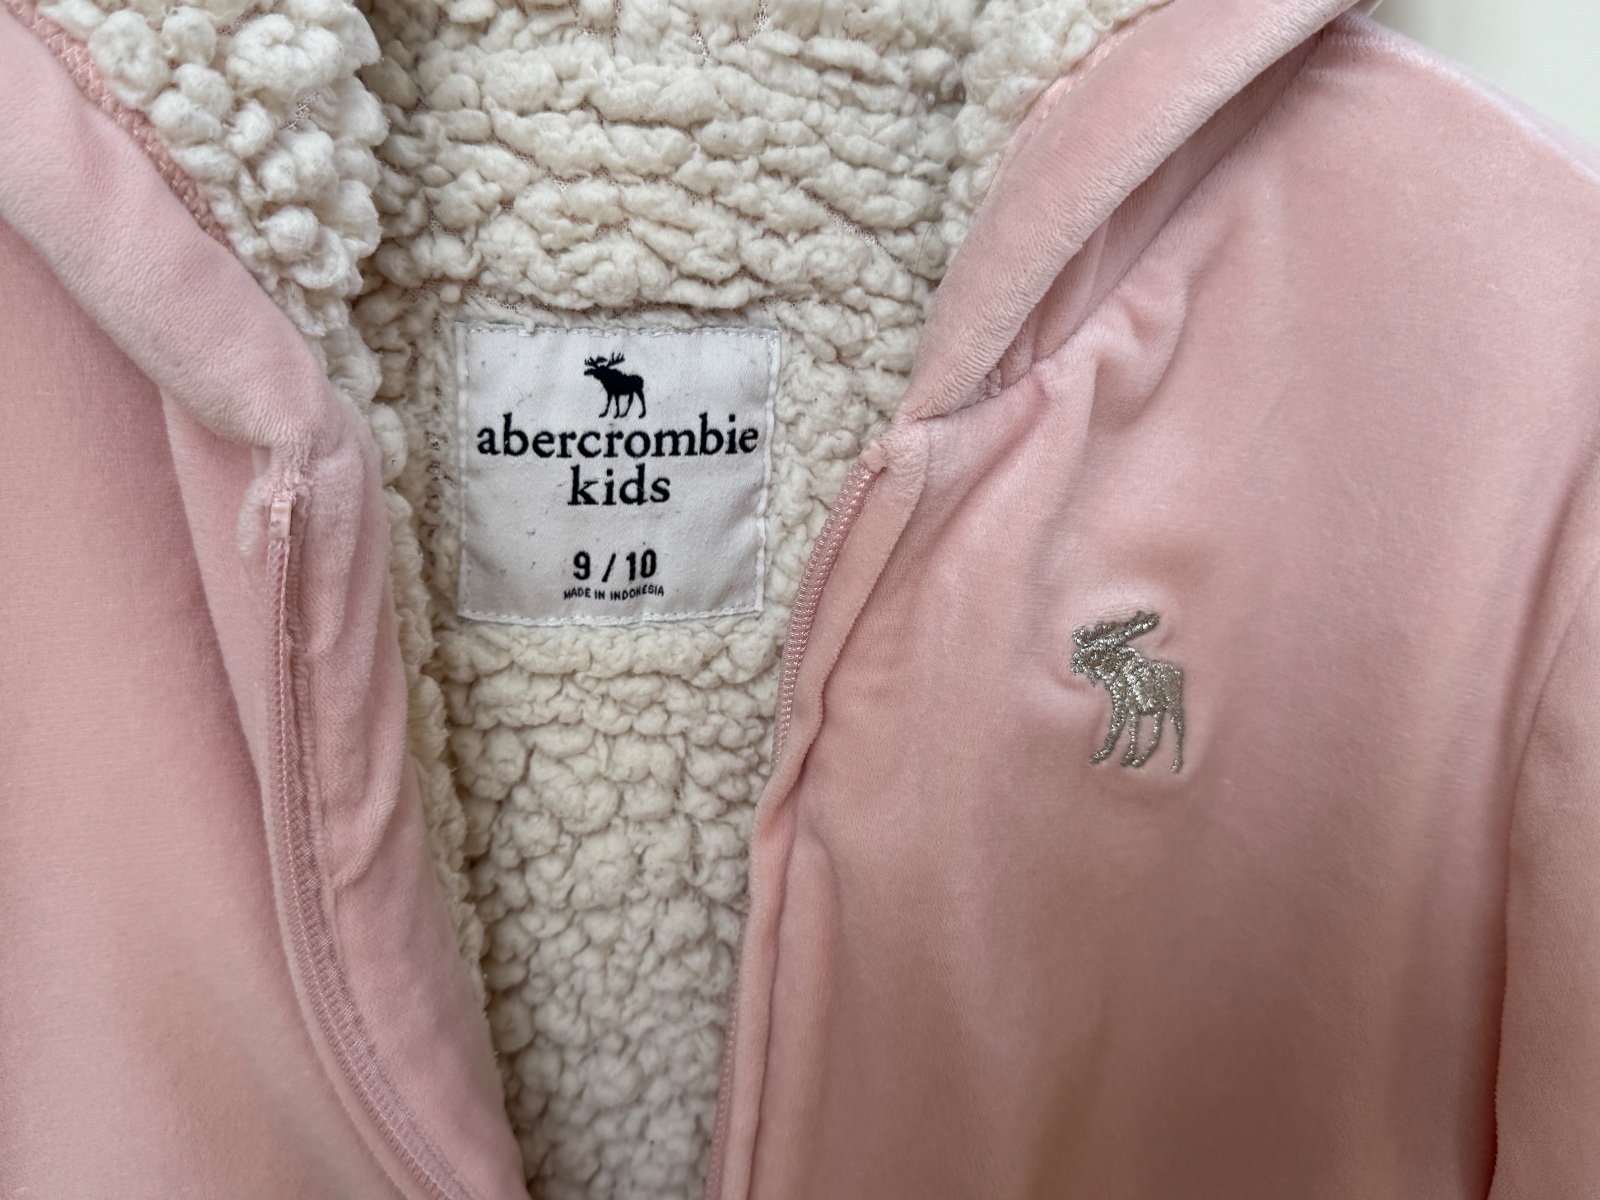 abercrombie
kids
9 / 10
MADE IN INDONESIA